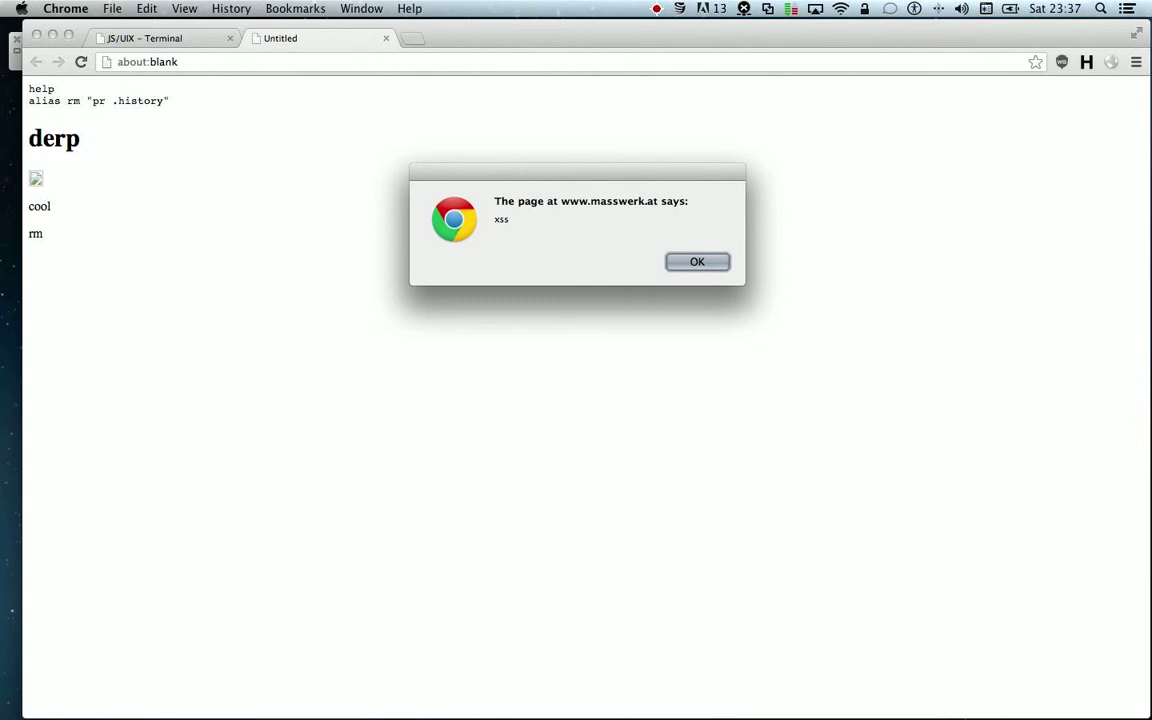 Chrome File Edit View History Bookmarks Window Help 13 Sat 23:37
JS/UIX - Terminal Untitled
about:blank
help
alias rm "pr .history"
derp
The page at www.masswerk.at says:
xss
OK
cool
rm